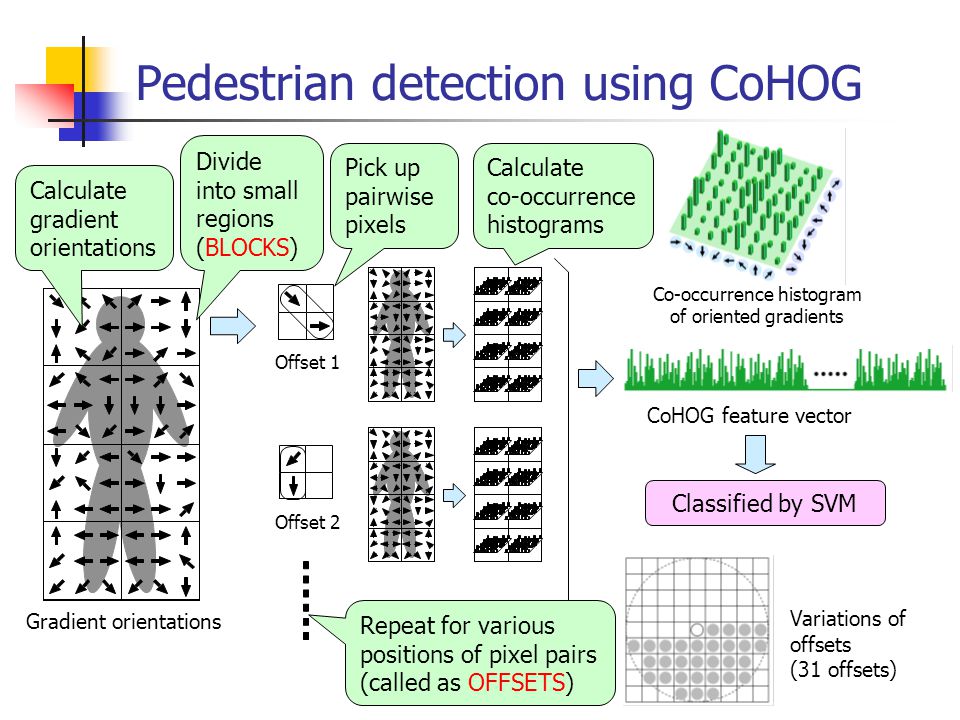 Pedestrian detection using CoHOG
Calculate
gradient
orientations
Divide
into small
regions
(BLOCKS)
Pick up
pairwise
pixels
Calculate
co-occurrence
histograms
Co-occurrence histogram
of oriented gradients
Offset 1
CoHOG feature vector
Classified by SVM
Offset 2
Gradient orientations
Repeat for various
positions of pixel pairs
(called as OFFSETS)
Variations of
offsets
(31 offsets)